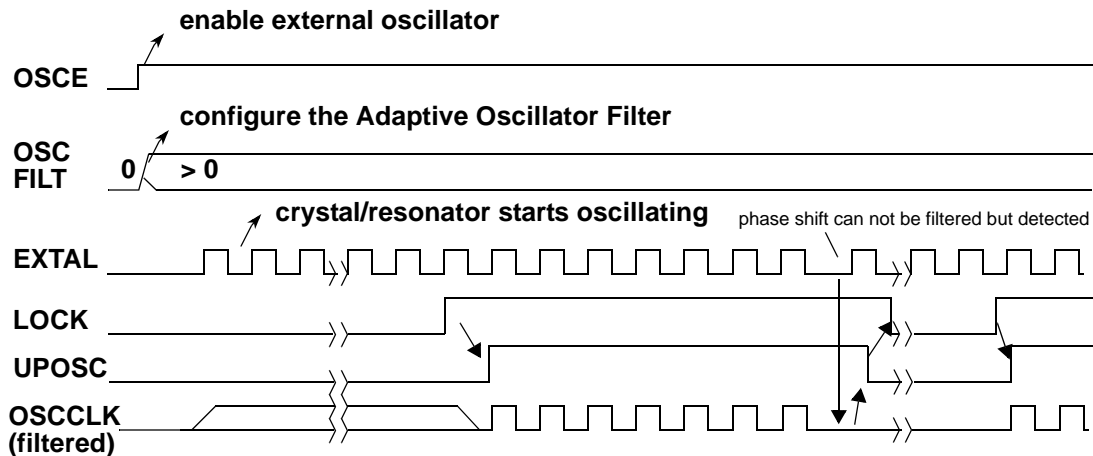 enable external oscillator
OSCE
configure the Adaptive Oscillator Filter
OSC
FILT
0 > 0
crystal/resonator starts oscillating
phase shift can not be filtered but detected
EXTAL
LOCK
UPOSC
OSCCLK
(filtered)